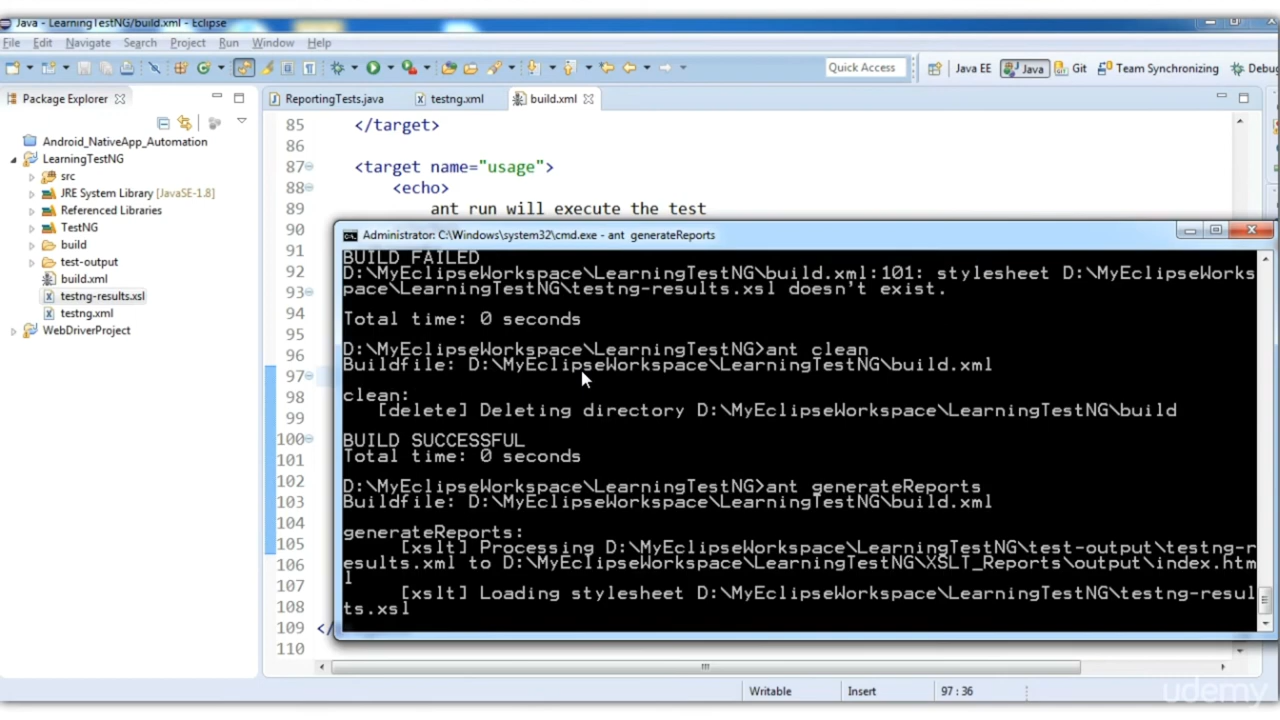 Java - LearningTestNG/build.xml - Eclipse
File Edit Navigate Search Project Run Window Help
Quick Access Java EE Java Git Team Synchronizing Debug
Package Explorer
ReportingTests.java testng.xml build.xml
Android_NativeApp_Automation
LearningTestNG
src
JRE System Library [JavaSE-1.8]
Referenced Libraries
TestNG
build
test-output
build.xml
testng-results.xsl
testng.xml
WebDriverProject
85 </target>
86
87 <target name="usage">
88 <echo>
89 ant run will execute the test
90
91
92
93
94
95
96
97
98
99
100
101
102
103
104
105
106
107
108
109 </
110
Administrator: C:\Windows\system32\cmd.exe - ant generateReports
BUILD FAILED
D:\MyEclipseWorkspace\LearningTestNG\build.xml:101: stylesheet D:\MyEclipseWorks
pace\LearningTestNG\testng-results.xsl doesn't exist.
Total time: 0 seconds
D:\MyEclipseWorkspace\LearningTestNG>ant clean
Buildfile: D:\MyEclipseWorkspace\LearningTestNG\build.xml
clean:
[delete] Deleting directory D:\MyEclipseWorkspace\LearningTestNG\build
BUILD SUCCESSFUL
Total time: 0 seconds
D:\MyEclipseWorkspace\LearningTestNG>ant generateReports
Buildfile: D:\MyEclipseWorkspace\LearningTestNG\build.xml
generateReports:
[xslt] Processing D:\MyEclipseWorkspace\LearningTestNG\test-output\testng-r
esults.xml to D:\MyEclipseWorkspace\LearningTestNG\XSLT_Reports\output\index.htm
l
[xslt] Loading stylesheet D:\MyEclipseWorkspace\LearningTestNG\testng-resul
ts.xsl
Writable Insert 97 : 36
udemy